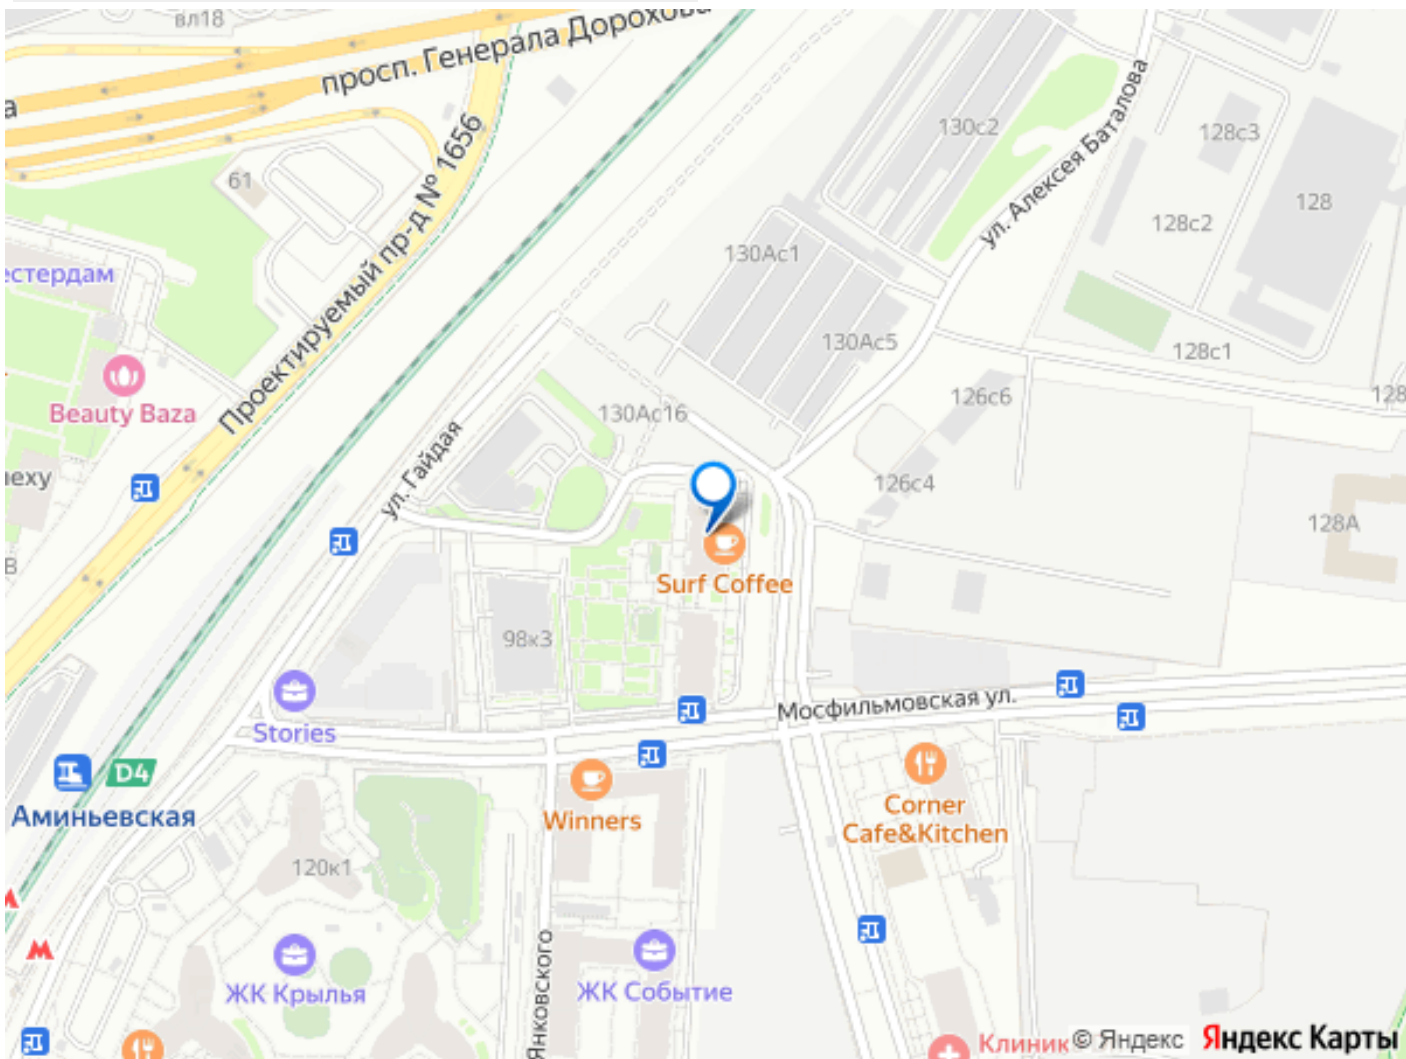 вл18
просп. Генерала Дорохова
а
61
Проектируемый пр-д № 1656
естердам
Beauty Baza
ул. Гайдая
130с2
ул. Алексея Баталова
128с3
128
128с2
130Ас1
130Ас5
128с1
126с6
128
130Ас16
126с4
128А
Surf Coffee
98к3
Мосфильмовская ул.
Stories
D4
Аминьевская
Winners
Corner
Cafe&Kitchen
120к1
ЖК Крылья
Янковского
ЖК Событие
Клиник
© Яндекс
Яндекс Карты